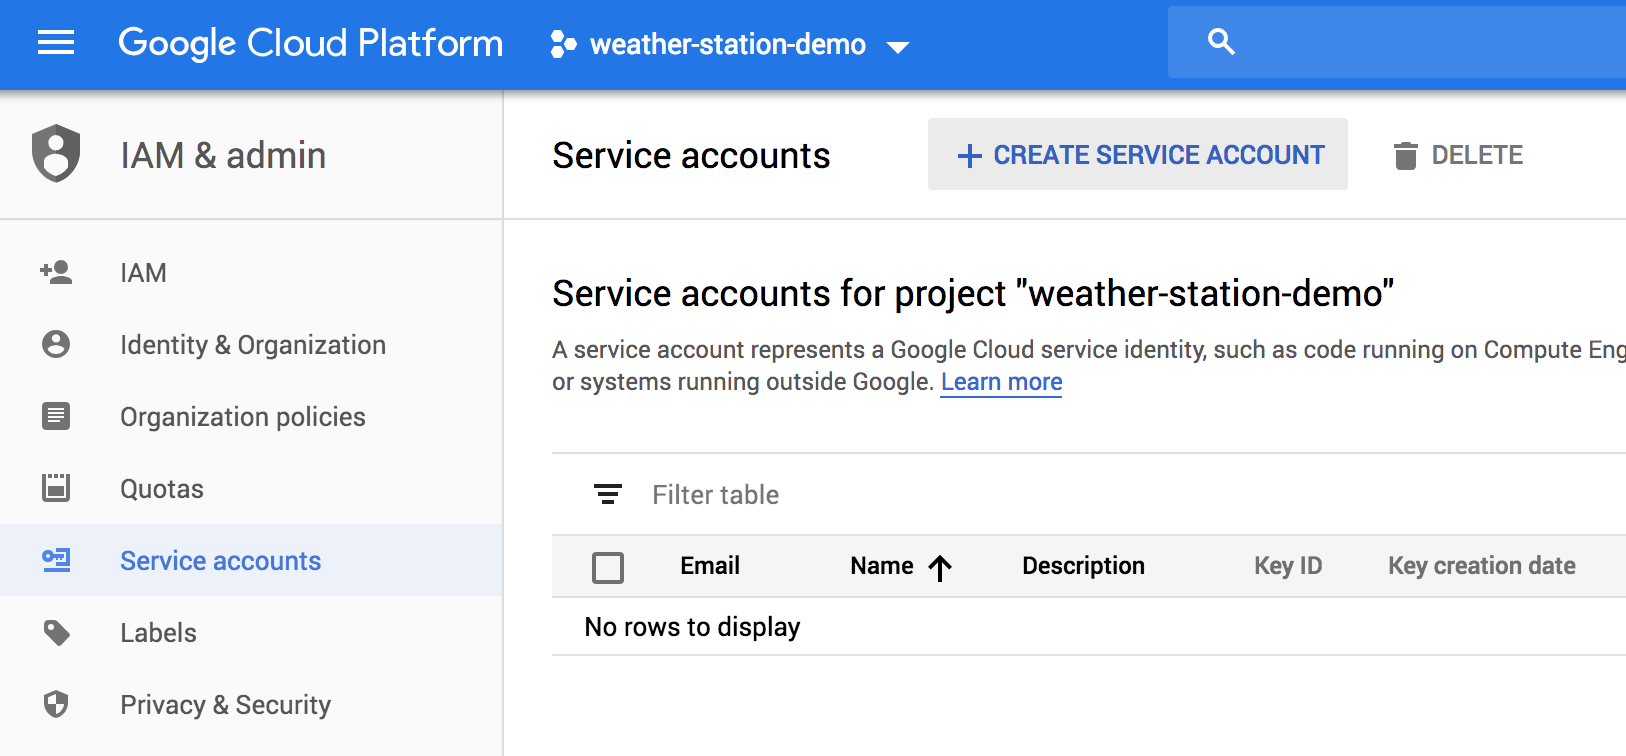 Google Cloud Platform weather-station-demo
IAM & admin
Service accounts
CREATE SERVICE ACCOUNT
DELETE
IAM
Identity & Organization
Organization policies
Quotas
Service accounts
Labels
Privacy & Security
Service accounts for project "weather-station-demo"
A service account represents a Google Cloud service identity, such as code running on Compute Eng
or systems running outside Google. Learn more
Filter table
Email Name Description Key ID Key creation date
No rows to display